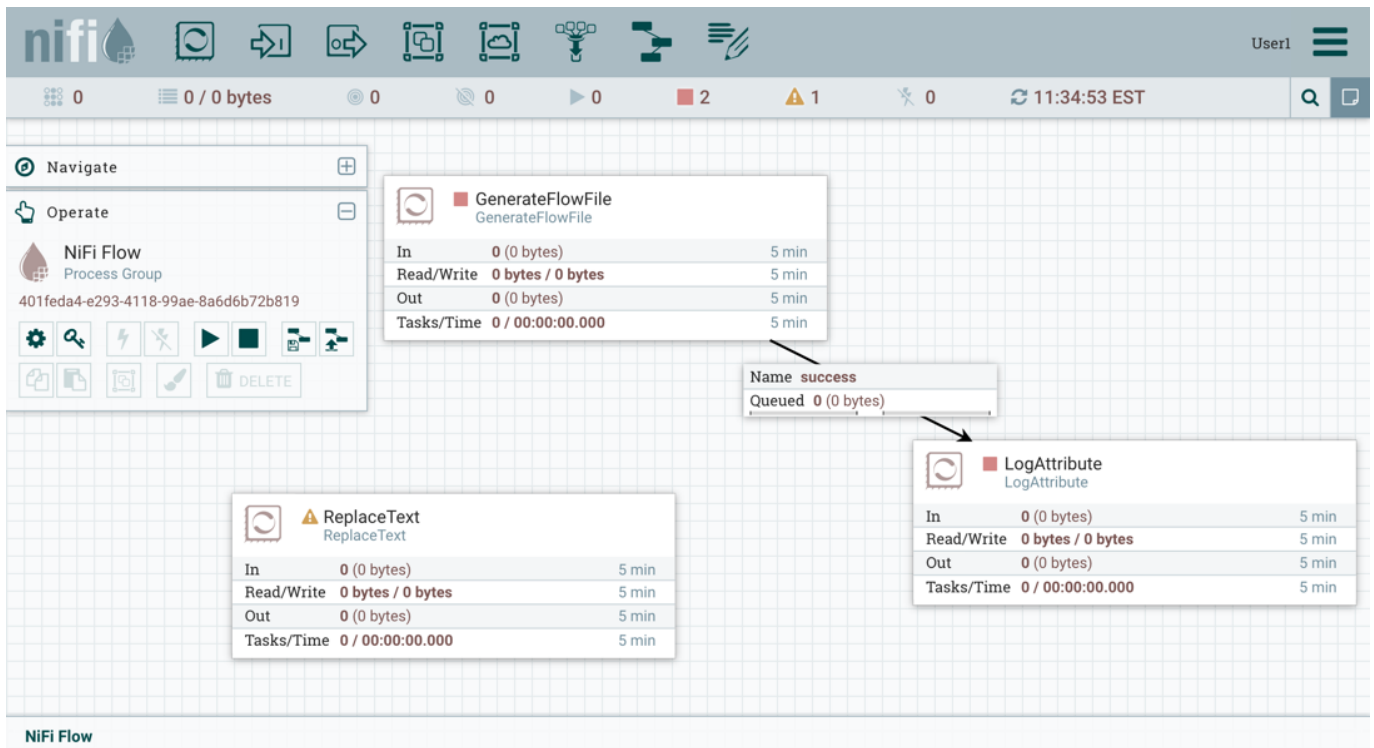 nifi
User1
0 0 / 0 bytes 0 0 0 2 1 0 11:34:53 EST
Navigate
Operate
NiFi Flow
Process Group
401feda4-e293-4118-99ae-8a6d6b72b819
DELETE
GenerateFlowFile
GenerateFlowFile
In 0 (0 bytes) 5 min
Read/Write 0 bytes / 0 bytes 5 min
Out 0 (0 bytes) 5 min
Tasks/Time 0 / 00:00:00.000 5 min
Name success
Queued 0 (0 bytes)
LogAttribute
LogAttribute
In 0 (0 bytes) 5 min
Read/Write 0 bytes / 0 bytes 5 min
Out 0 (0 bytes) 5 min
Tasks/Time 0 / 00:00:00.000 5 min
ReplaceText
ReplaceText
In 0 (0 bytes) 5 min
Read/Write 0 bytes / 0 bytes 5 min
Out 0 (0 bytes) 5 min
Tasks/Time 0 / 00:00:00.000 5 min
NiFi Flow